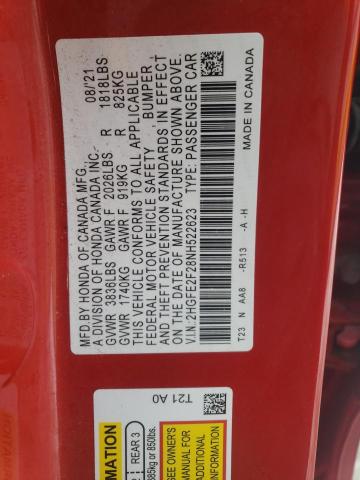 MFD.BY HONDA OF CANADA MFG., 08/21
A DIVISION OF HONDA CANADA INC.
GVWR 3836LBS GAWR F 2026LBS R 1818LBS
GVWR 1740KG GAWR F 919KG R 825KG
THIS VEHICLE CONFORMS TO ALL APPLICABLE
FEDERAL MOTOR VEHICLE SAFETY BUMPER,
AND THEFT PREVENTION STANDARDS IN EFFECT
ON THE DATE OF MANUFACTURE SHOWN ABOVE.
V.I.N.: 2HGFE2F28NH522623 TYPE: PASSENGER CAR
MADE IN CANADA
T23 N AA8 -R513 -A -H
T21 A0
REAR 3
385kg or 850lbs.
SEE OWNER'S
MANUAL FOR
ADDITIONAL